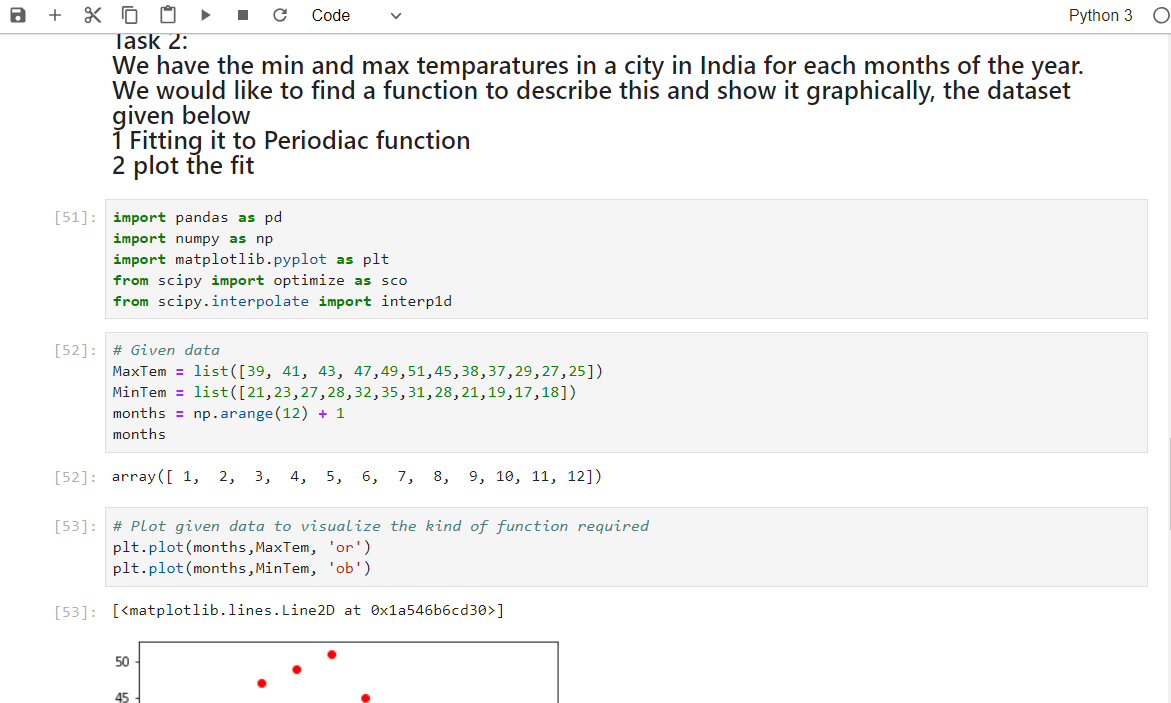 Code
Python 3
Task 2:
We have the min and max temparatures in a city in India for each months of the year.
We would like to find a function to describe this and show it graphically, the dataset
given below
1 Fitting it to Periodiac function
2 plot the fit
[51]:
import pandas as pd
import numpy as np
import matplotlib.pyplot as plt
from scipy import optimize as sco
from scipy.interpolate import interp1d
[52]:
# Given data
MaxTem = list([39, 41, 43, 47,49,51,45,38,37,29,27,25])
MinTem = list([21,23,27,28,32,35,31,28,21,19,17,18])
months = np.arange(12) + 1
months
[52]:
array([ 1,  2,  3,  4,  5,  6,  7,  8,  9, 10, 11, 12])
[53]:
# Plot given data to visualize the kind of function required
plt.plot(months,MaxTem, 'or')
plt.plot(months,MinTem, 'ob')
[53]:
[<matplotlib.lines.Line2D at 0x1a546b6cd30>]
50
45